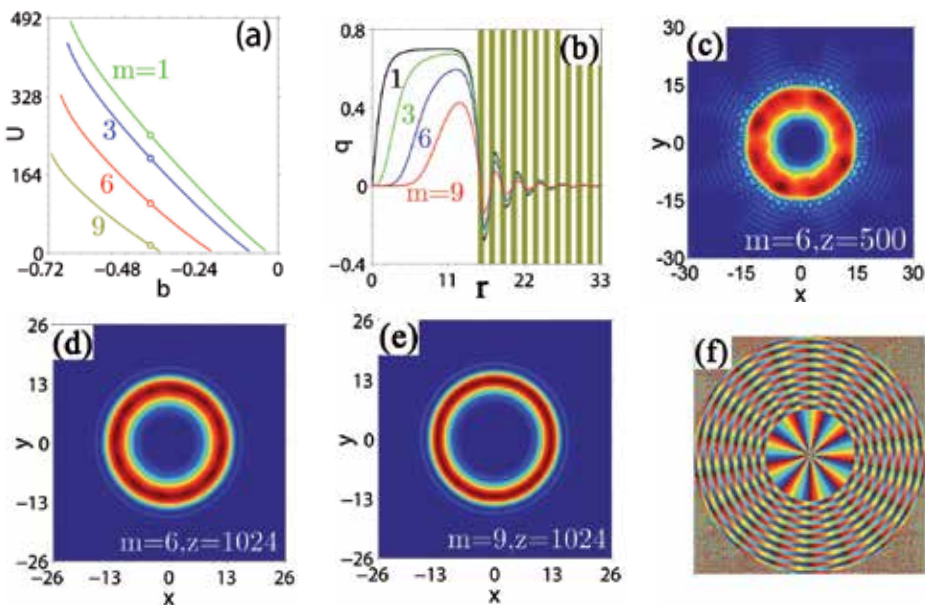 (a)
U
492
328
164
0
m=1
3
6
9
−0.72
−0.48
−0.24
0
b
(b)
q
0.8
0.4
0
−0.4
1
3
6
m=9
0
11
22
33
r
(c)
y
30
15
0
−15
−30
m=6,z=500
−30
−15
0
15
30
x
(d)
y
26
13
0
−13
−26
m=6,z=1024
−26
−13
0
13
26
x
(e)
y
26
13
0
−13
−26
m=9,z=1024
−26
−13
0
13
26
x
(f)